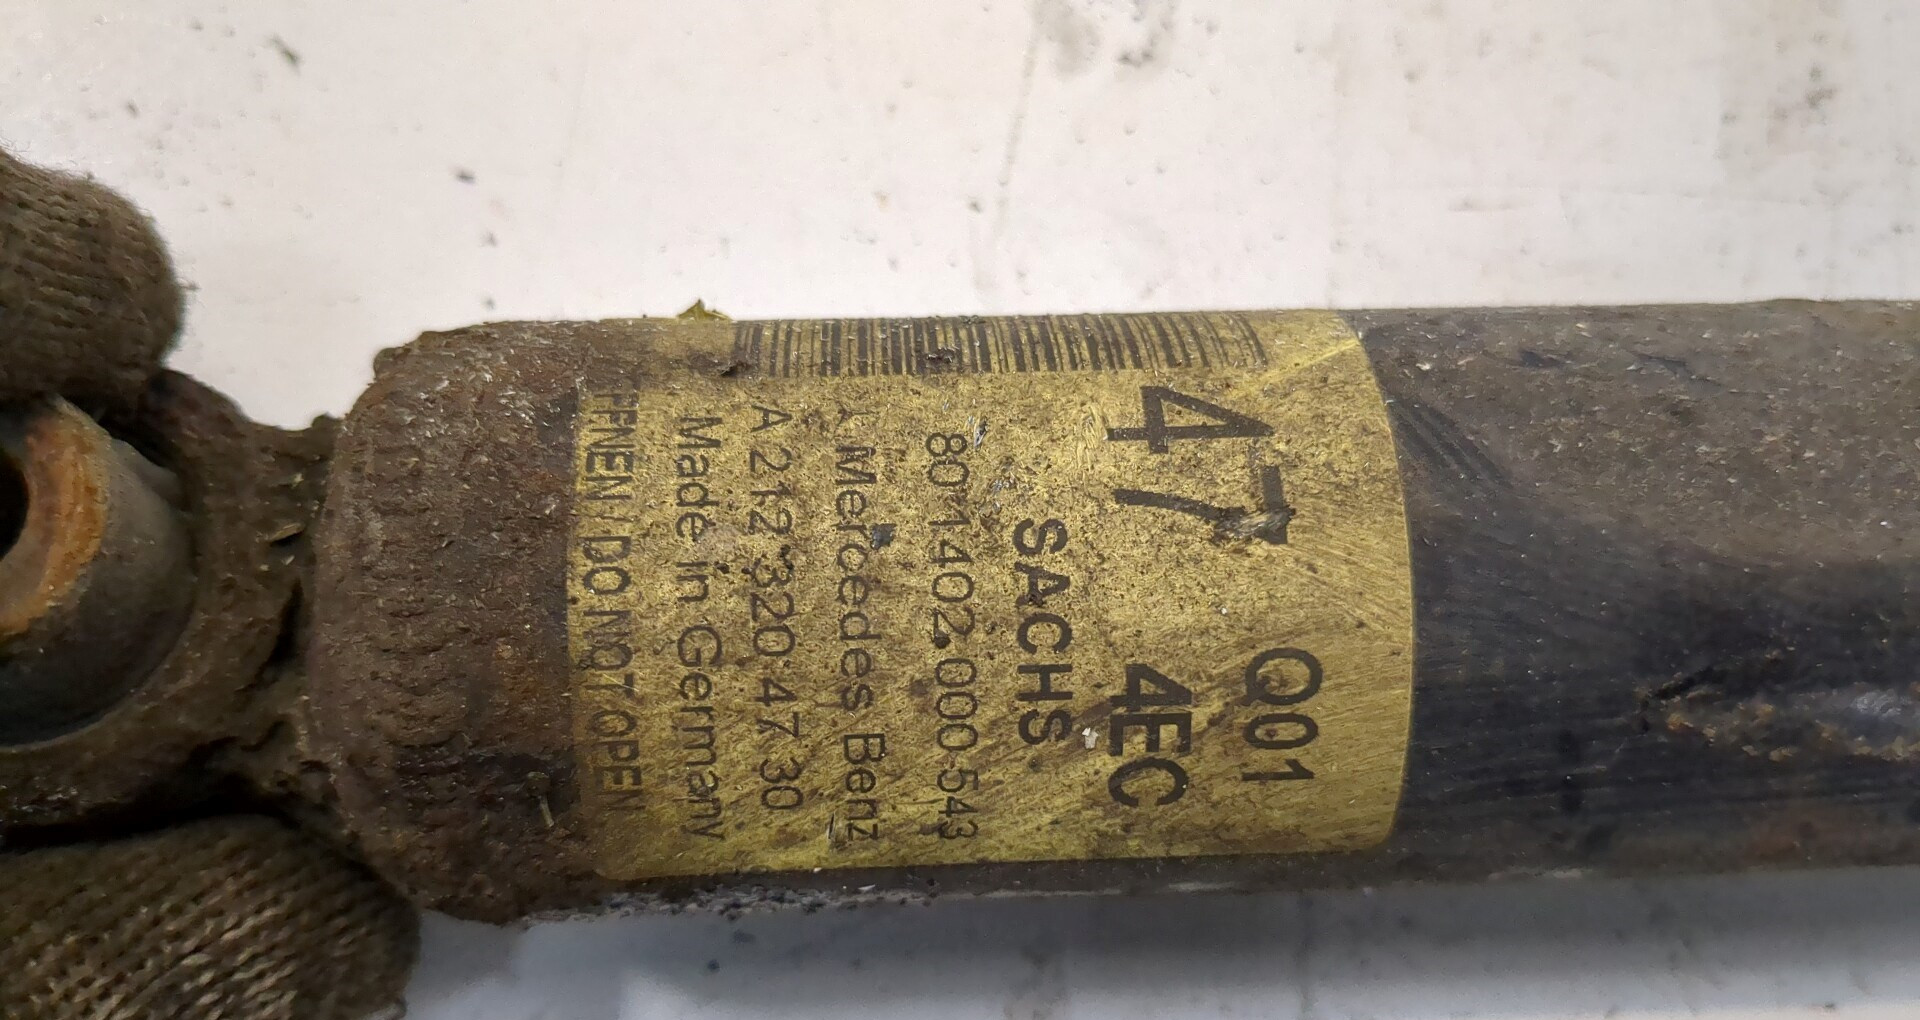 Q01
47 4EC
SACHS
801402 000 543
Mercedes Benz
A 212 320 47 30
Made in Germany
FFNEN / DO NOT OPEN